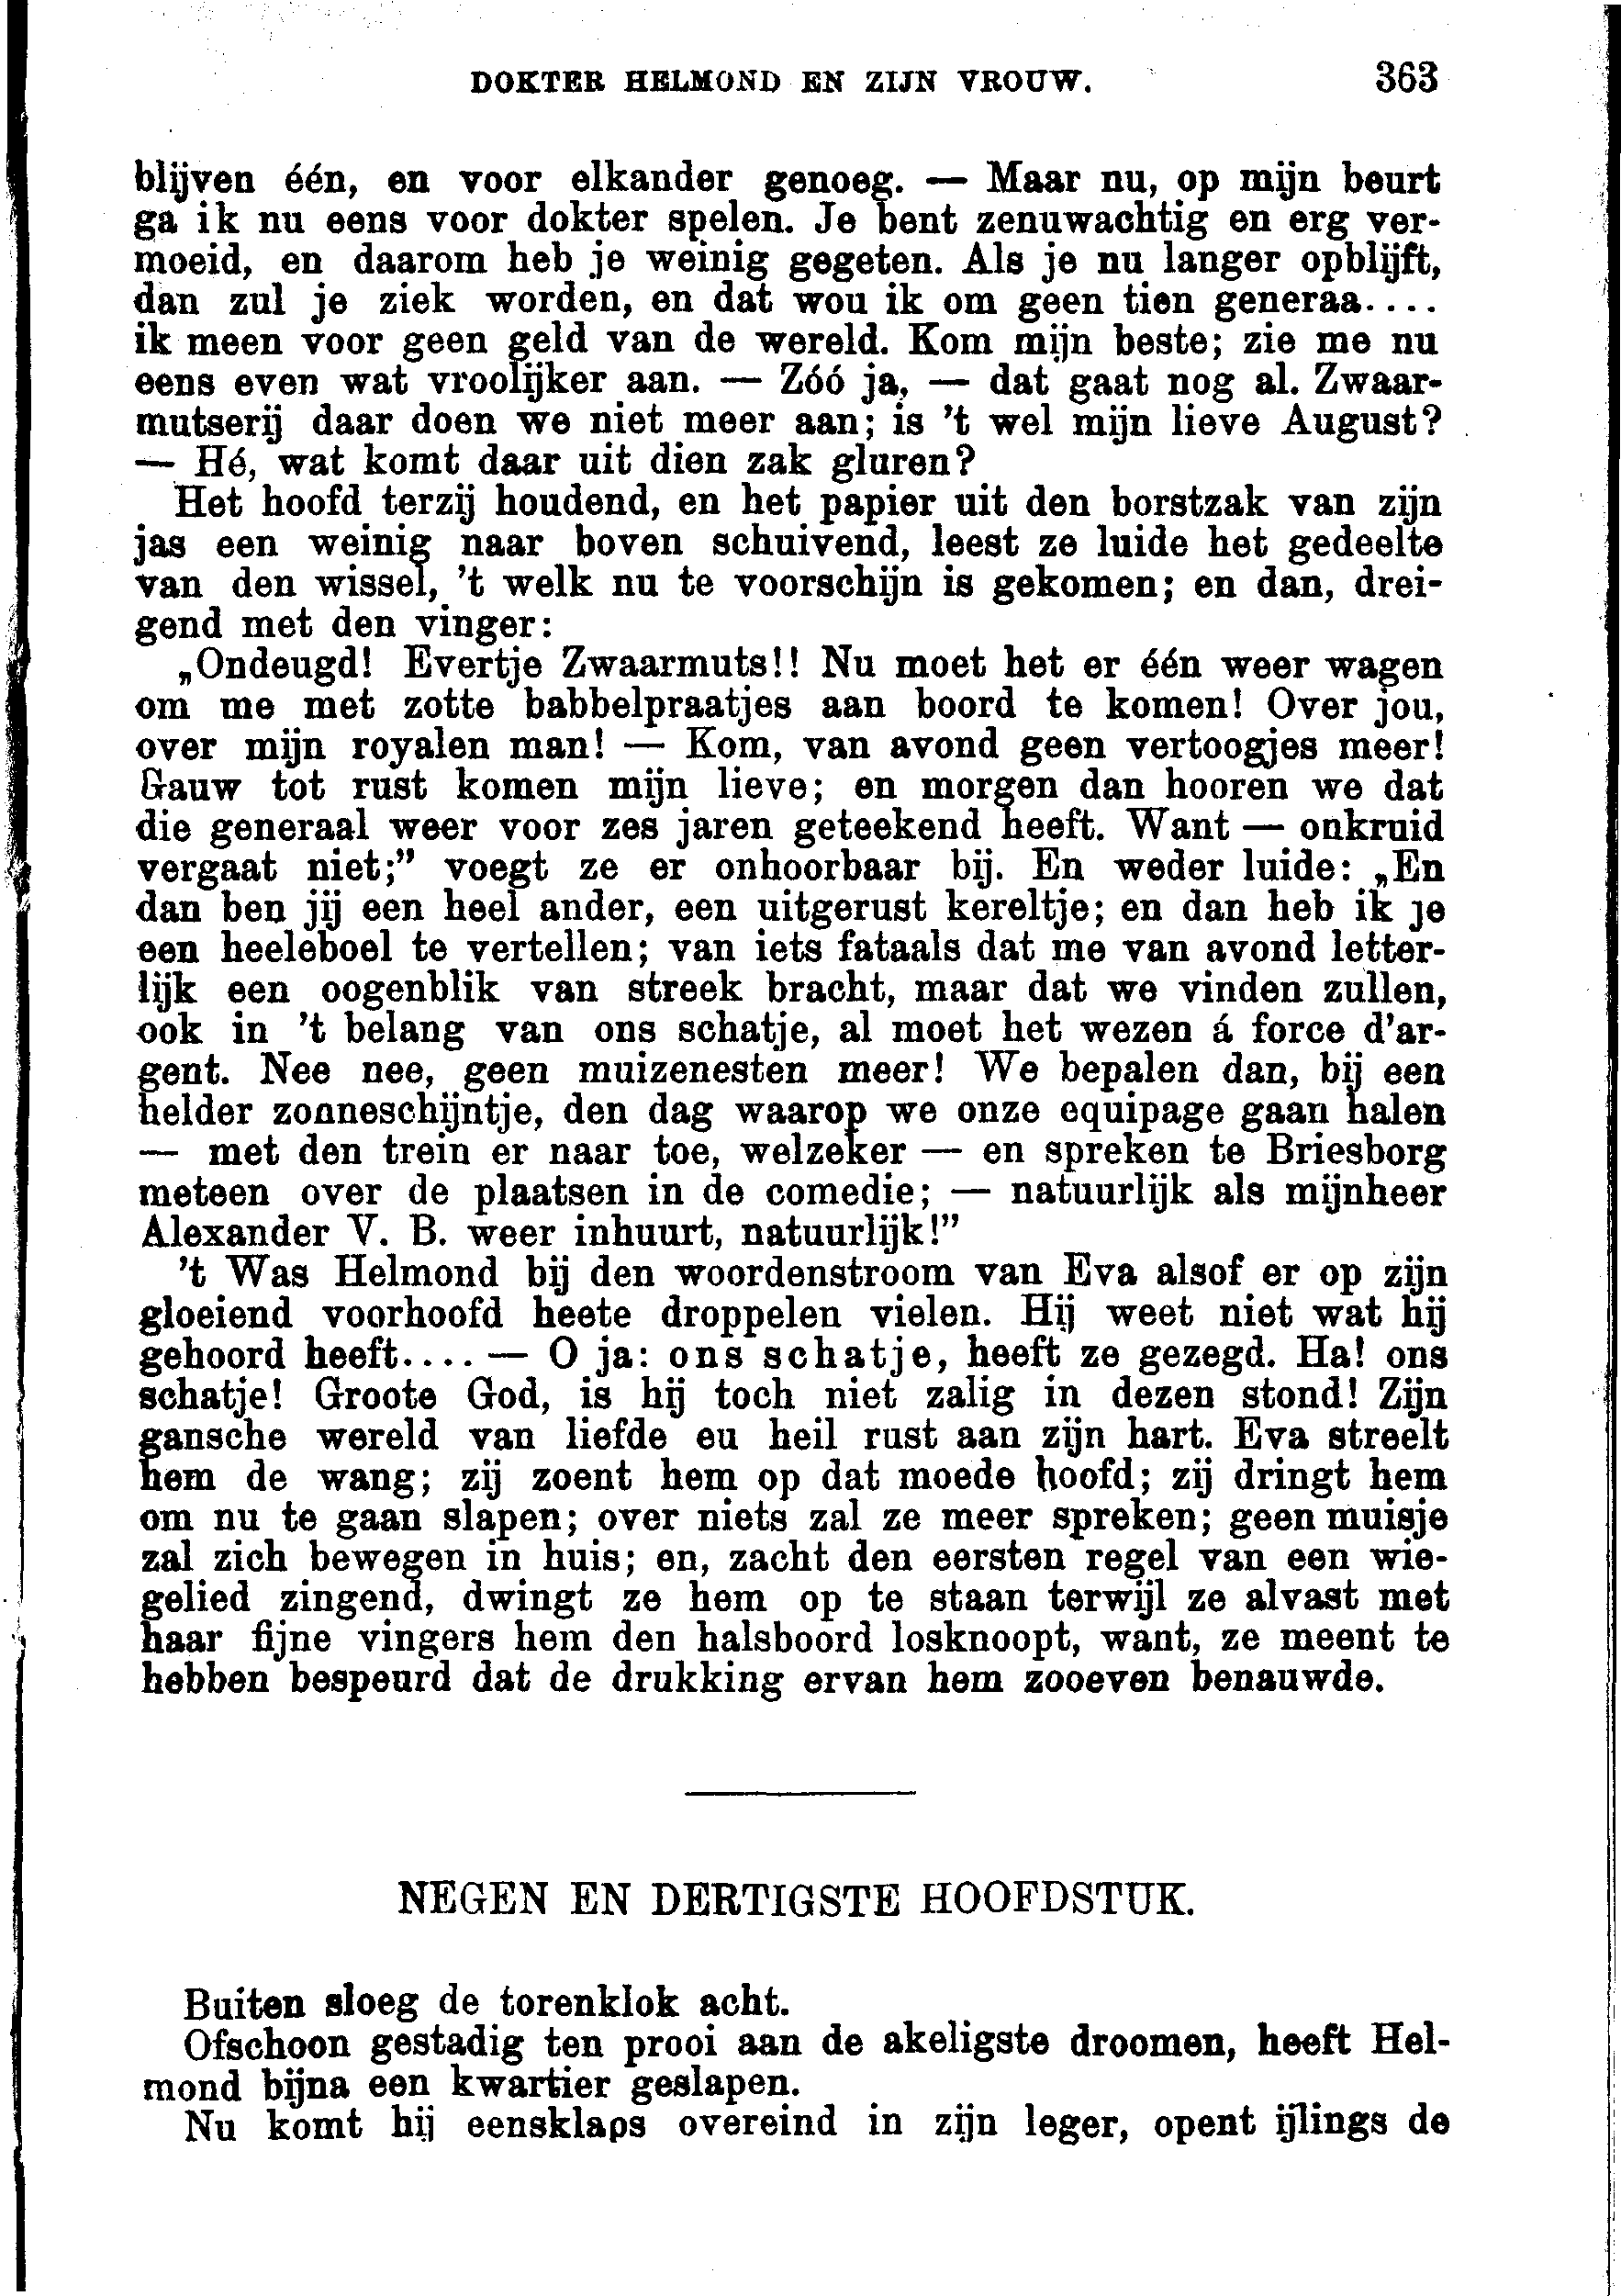 DOKTER HELMOND EN ZIJN VROUW. 363
blijven één, en voor elkander genoeg. — Maar nu, op mijn beurt
ga ik nu eens voor dokter spelen. Je bent zenuwachtig en erg ver-
moeid, en daarom heb je weinig gegeten. Als je nu langer opblijft,
dan zul je ziek worden, en dat wou ik om geen tien generaa....
ik meen voor geen geld van de wereld. Kom mijn beste; zie me nu
eens even wat vroolijker aan. — Zóó ja, — dat gaat nog al. Zwaar-
mutserij daar doen we niet meer aan; is 't wel mijn lieve August?
— Hé, wat komt daar uit dien zak gluren?
Het hoofd terzij houdend, en het papier uit den borstzak van zijn
jas een weinig naar boven schuivend, leest ze luide het gedeelte
van den wissel, 't welk nu te voorschijn is gekomen; en dan, drei-
gend met den vinger:
„Ondeugd! Evertje Zwaarmuts!! Nu moet het er één weer wagen
om me met zotte babbelpraatjes aan boord te komen! Over jou,
over mijn royalen man! — Kom, van avond geen vertoogjes meer!
Gauw tot rust komen mijn lieve; en morgen dan hooren we dat
die generaal weer voor zes jaren geteekend heeft. Want — onkruid
vergaat niet;” voegt ze er onhoorbaar bij. En weder luide: „En
dan ben jij een heel ander, een uitgerust kereltje; en dan heb ik je
een heeleboel te vertellen; van iets fataals dat me van avond letter-
lijk een oogenblik van streek bracht, maar dat we vinden zullen,
ook in 't belang van ons schatje, al moet het wezen á force d'ar-
gent. Nee nee, geen muizenesten meer! We bepalen dan, bij een
helder zonneschijntje, den dag waarop we onze equipage gaan halen
— met den trein er naar toe, welzeker — en spreken te Briesborg
meteen over de plaatsen in de comedie; — natuurlijk als mijnheer
Alexander V. B. weer inhuurt, natuurlijk!”
't Was Helmond bij den woordenstroom van Eva alsof er op zijn
gloeiend voorhoofd heete droppelen vielen. Hij weet niet wat hij
gehoord heeft.... — O ja: ons schatje, heeft ze gezegd. Ha! ons
schatje! Groote God, is hij toch niet zalig in dezen stond! Zijn
gansche wereld van liefde eu heil rust aan zijn hart. Eva streelt
hem de wang; zij zoent hem op dat moede hoofd; zij dringt hem
om nu te gaan slapen; over niets zal ze meer spreken; geen muisje
zal zich bewegen in huis; en, zacht den eersten regel van een wie-
gelied zingend, dwingt ze hem op te staan terwijl ze alvast met
haar fijne vingers hem den halsboord losknoopt, want, ze meent te
hebben bespeurd dat de drukking ervan hem zooeven benauwde.
NEGEN EN DERTIGSTE HOOFDSTUK.
Buiten sloeg de torenklok acht.
Ofschoon gestadig ten prooi aan de akeligste droomen, heeft Hel-
mond bijna een kwartier geslapen.
Nu komt hij eensklaps overeind in zijn leger, opent ijlings de